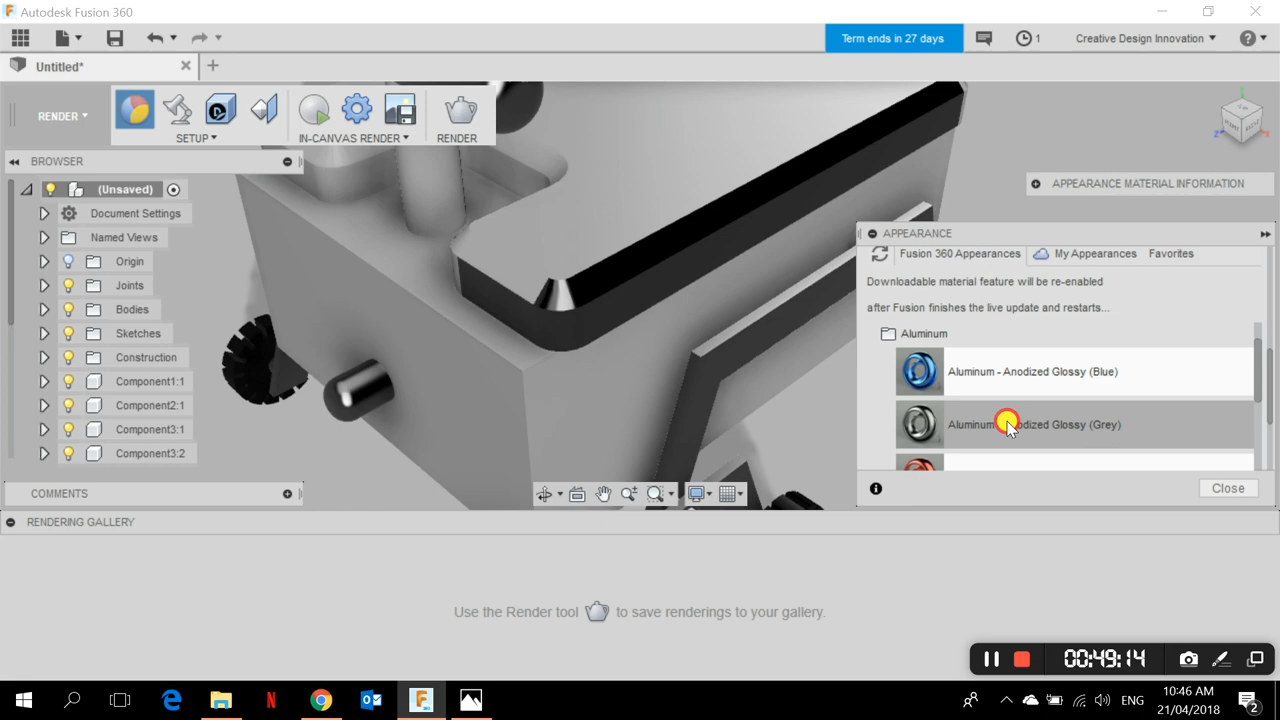 Autodesk Fusion 360
Term ends in 27 days
1
Creative Design Innovation
Untitled*
RENDER
SETUP
IN-CANVAS RENDER
RENDER
BROWSER
(Unsaved)
Document Settings
Named Views
Origin
Joints
Bodies
Sketches
Construction
Component1:1
Component2:1
Component3:1
Component3:2
COMMENTS
APPEARANCE MATERIAL INFORMATION
APPEARANCE
Fusion 360 Appearances
My Appearances
Favorites
Downloadable material feature will be re-enabled
after Fusion finishes the live update and restarts...
Aluminum
Aluminum - Anodized Glossy (Blue)
Aluminum odized Glossy (Grey)
Close
RENDERING GALLERY
Use the Render tool to save renderings to your gallery.
00:49:14
ENG
10:46 AM
21/04/2018
2